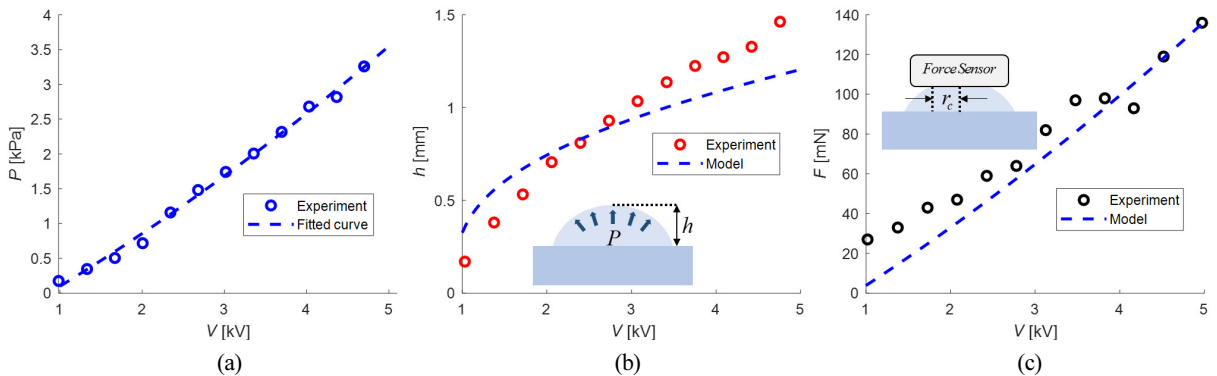 4
3.5
3
2.5
2
1.5
1
0.5
0
P [kPa]
Experiment
Fitted curve
1 2 3 4 5
V [kV]
(a)
1.5
1
0.5
0
h [mm]
Experiment
Model
P
h
1 2 3 4 5
V [kV]
(b)
140
120
100
80
60
40
20
0
F [mN]
Force Sensor
r_c
Experiment
Model
1 2 3 4 5
V [kV]
(c)